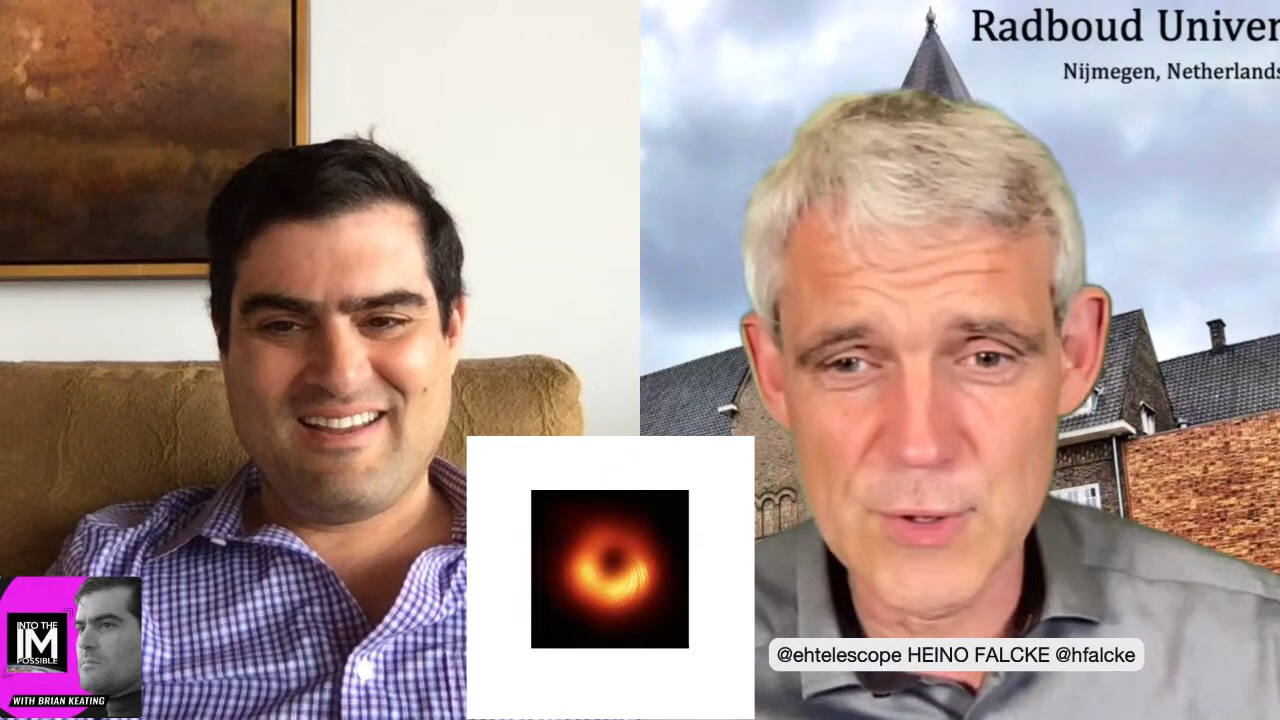 Radboud Univer
Nijmegen, Netherlands
INTO THE
IM
POSSIBLE
WITH BRIAN KEATING
@ehtelescope HEINO FALCKE @hfalcke